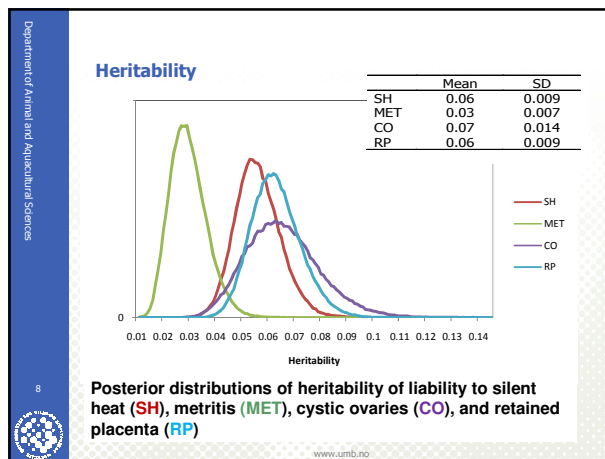 Department of Animal and Aquacultural Sciences
Heritability
Mean SD
SH 0.06 0.009
MET 0.03 0.007
CO 0.07 0.014
RP 0.06 0.009
SH
MET
CO
RP
0
0.01 0.02 0.03 0.04 0.05 0.06 0.07 0.08 0.09 0.1 0.11 0.12 0.13 0.14
Heritability
8
Posterior distributions of heritability of liability to silent
heat (SH), metritis (MET), cystic ovaries (CO), and retained
placenta (RP)
www.umb.no